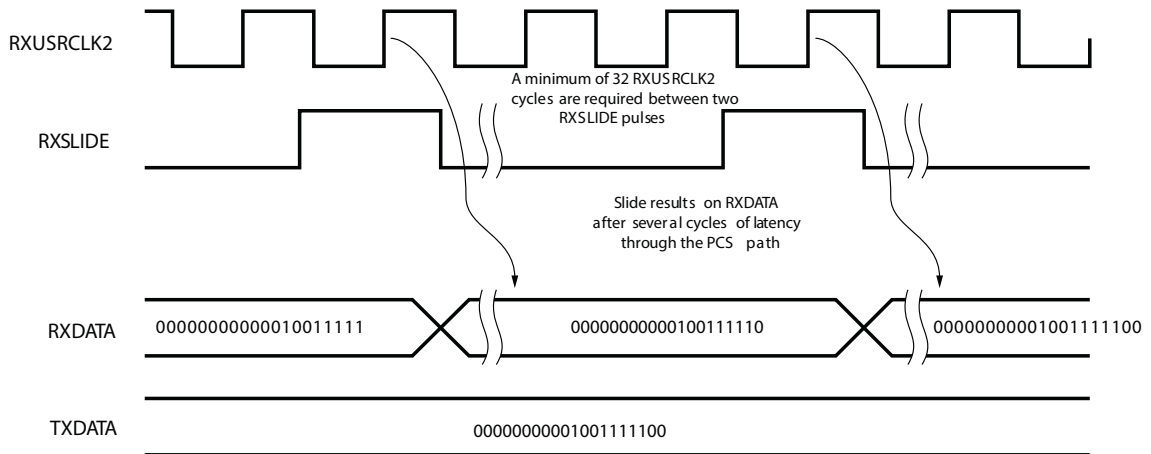 RXUSRCLK2
A minimum of 32 RXUSRCLK2
cycles are required between two
RXSLIDE pulses
RXSLIDE
Slide results on RXDATA
after several cycles of latency
through the PCS path
RXDATA
00000000000010011111
00000000000100111110
00000000001001111100
TXDATA
00000000001001111100